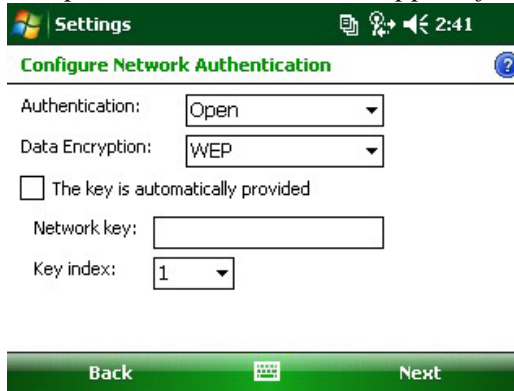 Settings 2:41
Configure Network Authentication ?
Authentication: Open
Data Encryption: WEP
The key is automatically provided
Network key:
Key index: 1
Back Next